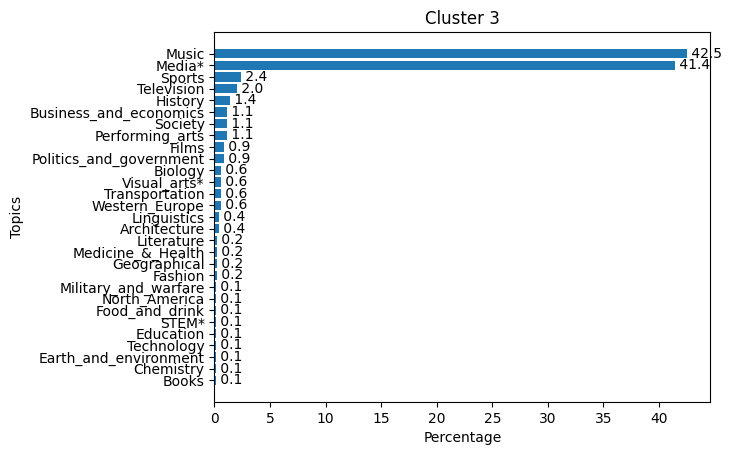 Cluster 3
Topics
Music 42.5
Media* 41.4
Sports 2.4
Television 2.0
History 1.4
Business_and_economics 1.1
Society 1.1
Performing_arts 1.1
Films 0.9
Politics_and_government 0.9
Biology 0.6
Visual_arts* 0.6
Transportation 0.6
Western_Europe 0.6
Linguistics 0.4
Architecture 0.4
Literature 0.2
Medicine_&_Health 0.2
Geographical 0.2
Fashion 0.2
Military_and_warfare 0.1
North_America 0.1
Food_and_drink 0.1
STEM* 0.1
Education 0.1
Technology 0.1
Earth_and_environment 0.1
Chemistry 0.1
Books 0.1
0 5 10 15 20 25 30 35 40
Percentage